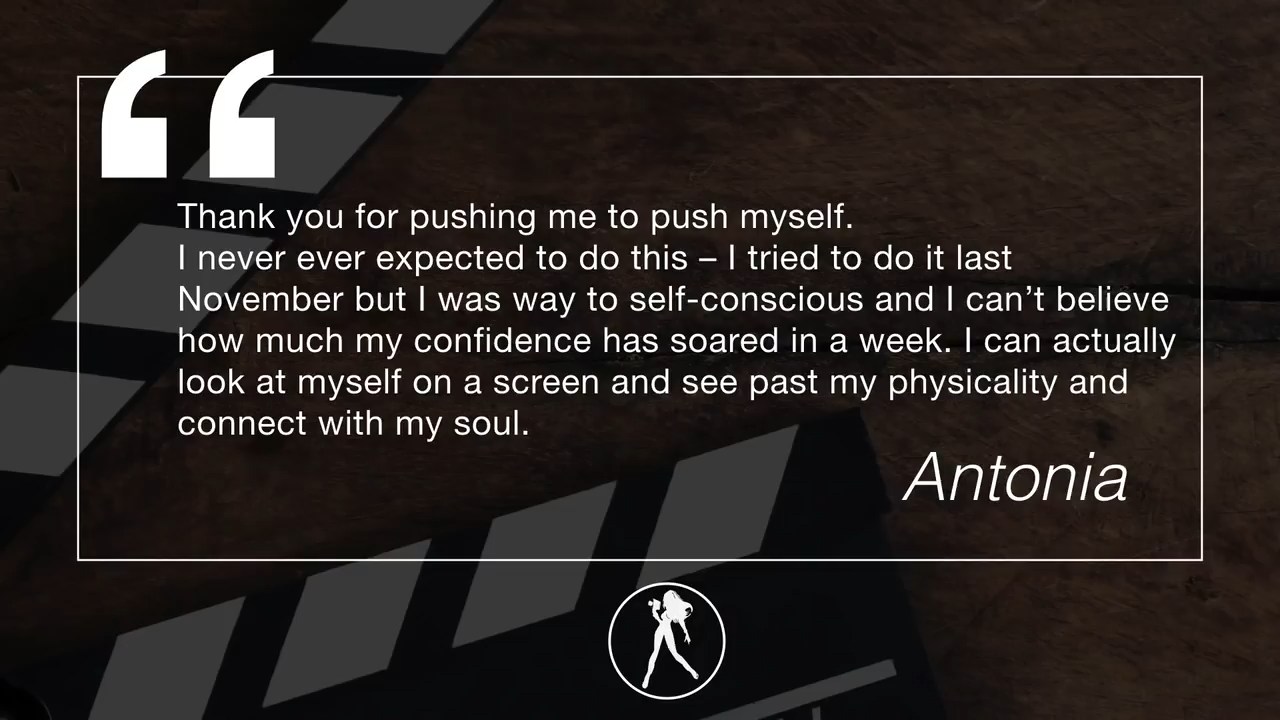 Thank you for pushing me to push myself.
I never ever expected to do this – I tried to do it last
November but I was way to self-conscious and I can’t believe
how much my confidence has soared in a week. I can actually
look at myself on a screen and see past my physicality and
connect with my soul.
Antonia